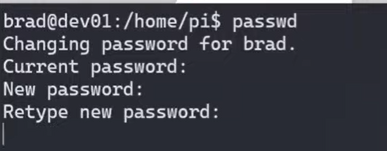 brad@dev01:/home/pi$ passwd
Changing password for brad.
Current password:
New password:
Retype new password: